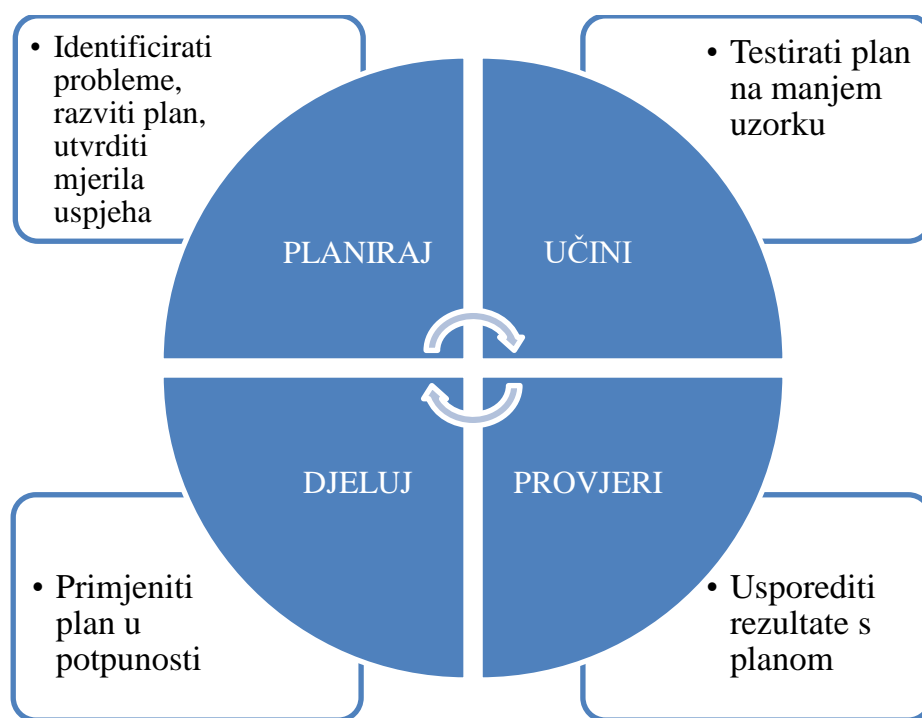 • Identificirati
probleme,
razviti plan,
utvrditi
mjerila
uspjeha
• Testirati plan
na manjem
uzorku
PLANIRAJ
UČINI
DJELUJ
PROVJERI
• Primjeniti
plan u
potpunosti
• Usporediti
rezultate s
planom